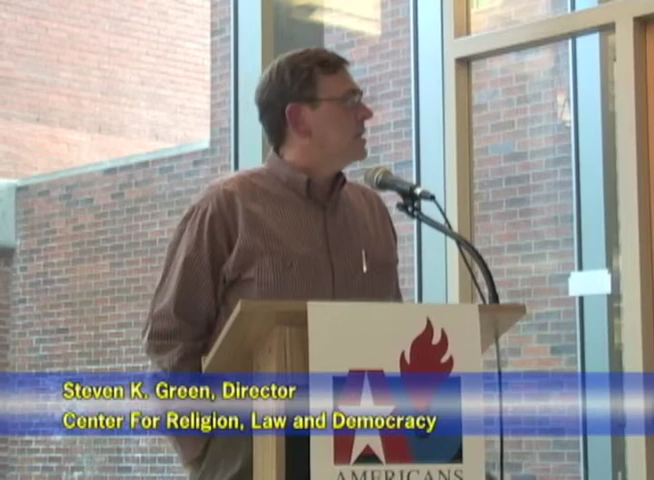 Steven K. Green, Director
Center For Religion, Law and Democracy
AMERICANS